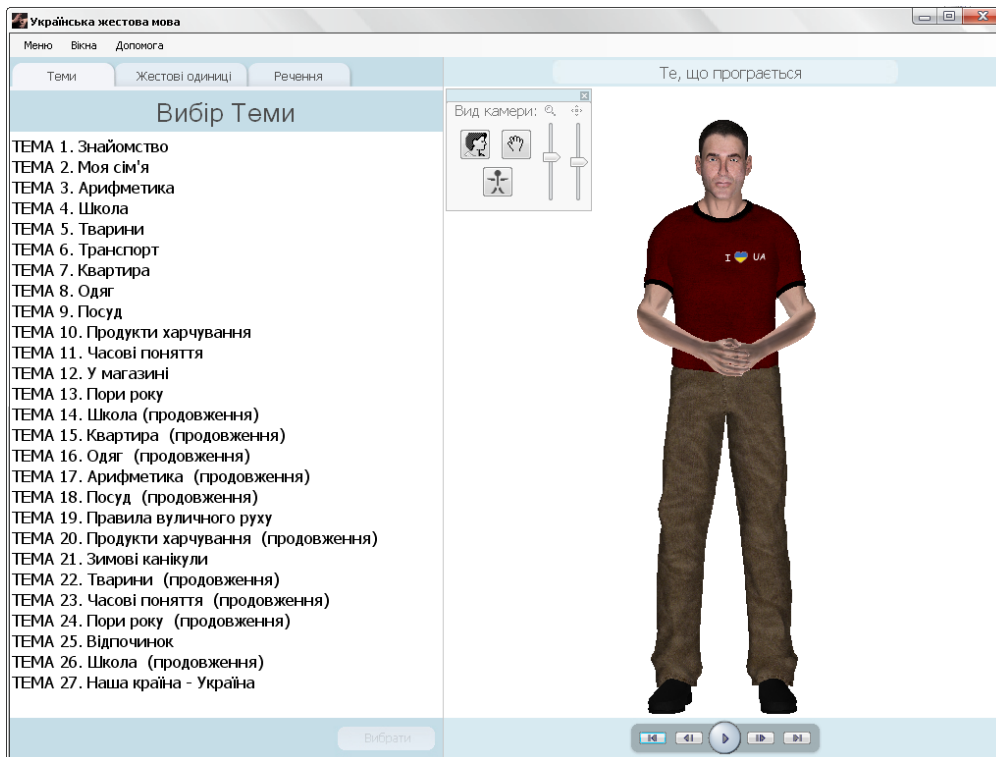 Українська жестова мова
Меню Вікна Допомога
Теми Жестові одиниці Речення
Вибір Теми
ТЕМА 1. Знайомство
ТЕМА 2. Моя сім'я
ТЕМА 3. Арифметика
ТЕМА 4. Школа
ТЕМА 5. Тварини
ТЕМА 6. Транспорт
ТЕМА 7. Квартира
ТЕМА 8. Одяг
ТЕМА 9. Посуд
ТЕМА 10. Продукти харчування
ТЕМА 11. Часові поняття
ТЕМА 12. У магазині
ТЕМА 13. Пори року
ТЕМА 14. Школа (продовження)
ТЕМА 15. Квартира (продовження)
ТЕМА 16. Одяг (продовження)
ТЕМА 17. Арифметика (продовження)
ТЕМА 18. Посуд (продовження)
ТЕМА 19. Правила вуличного руху
ТЕМА 20. Продукти харчування (продовження)
ТЕМА 21. Зимові канікули
ТЕМА 22. Тварини (продовження)
ТЕМА 23. Часові поняття (продовження)
ТЕМА 24. Пори року (продовження)
ТЕМА 25. Відпочинок
ТЕМА 26. Школа (продовження)
ТЕМА 27. Наша країна - Україна
Вибрати
Те, що програється
Вид камери:
I UA